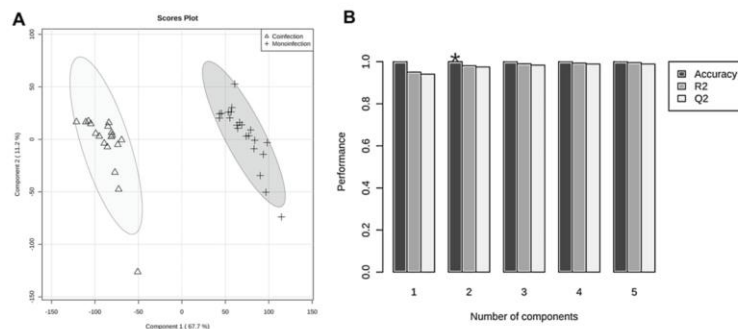 A
Scores Plot
Coinfection
Monoinfection
Component 2 ( 11.2 %)
100
50
0
-50
-100
-150
-150
-100
-50
0
50
100
150
Component 1 ( 67.7 %)
B
Performance
1.0
0.8
0.6
0.4
0.2
0.0
*
1
2
3
4
5
Number of components
Accuracy
R2
Q2